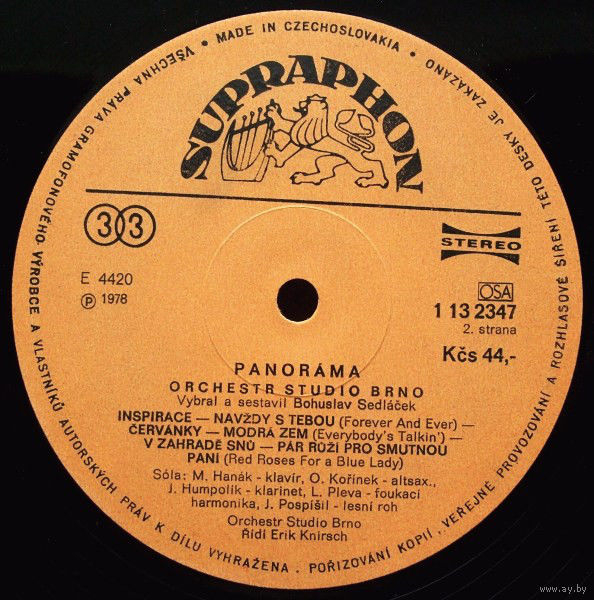 VŠECHNA PRÁVA GRAMOFONOVÉHO VÝROBCE A VLASTNÍKŮ AUTORSKÝCH PRÁV K DÍLU VYHRAŽENA . POŘIZOVÁNÍ KOPIÍ , VEŘEJNÉ PROVOZOVÁNÍ A ROZHLASOVÉ ŠÍŘENÍ TÉTO DESKY JE ZAKÁZÁNO
• MADE IN CZECHOSLOVAKIA •
SUPRAPHON
33
STEREO
E 4420
Ⓟ 1978
OSA
1 13 2347
2. strana
Kčs 44,-
PANORÁMA
ORCHESTR STUDIO BRNO
Vybral a sestavil Bohuslav Sedláček
INSPIRACE — NAVŽDY S TEBOU (Forever And Ever) —
ČERVÁNKY — MODRÁ ZEM (Everybody's Talkin') —
V ZAHRADĚ SNŮ — PÁR RŮŽÍ PRO SMUTNOU
PANÍ (Red Roses For a Blue Lady)
Sóla: M. Hanák - klavír, O. Kořínek - altsax.,
J. Humpolík - klarinet, L. Pleva - foukací
harmonika, J. Pospíšil - lesní roh
Orchestr Studio Brno
Řídí Erik Knirsch
www.ay.by